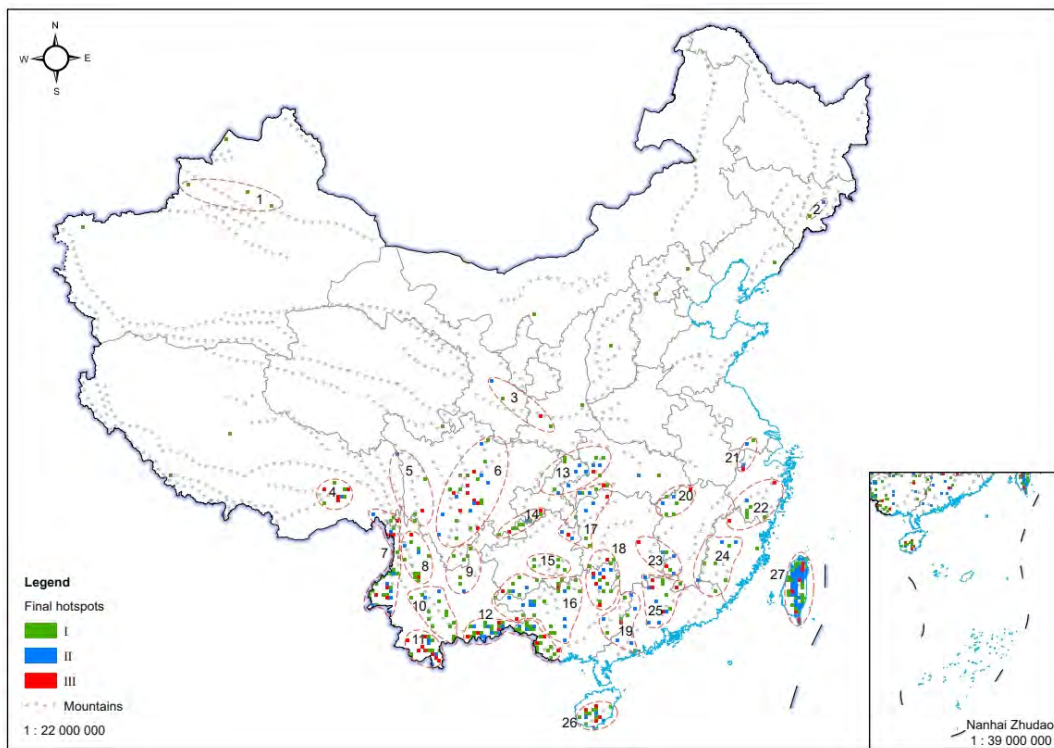 N
W
E
S
1
2
3
4
5
6
7
8
9
10
11
12
13
14
15
16
17
18
19
20
21
22
23
24
25
26
27
Legend
Final hotspots
I
II
III
Mountains
1 : 22 000 000
Nanhai Zhudao
1 : 39 000 000